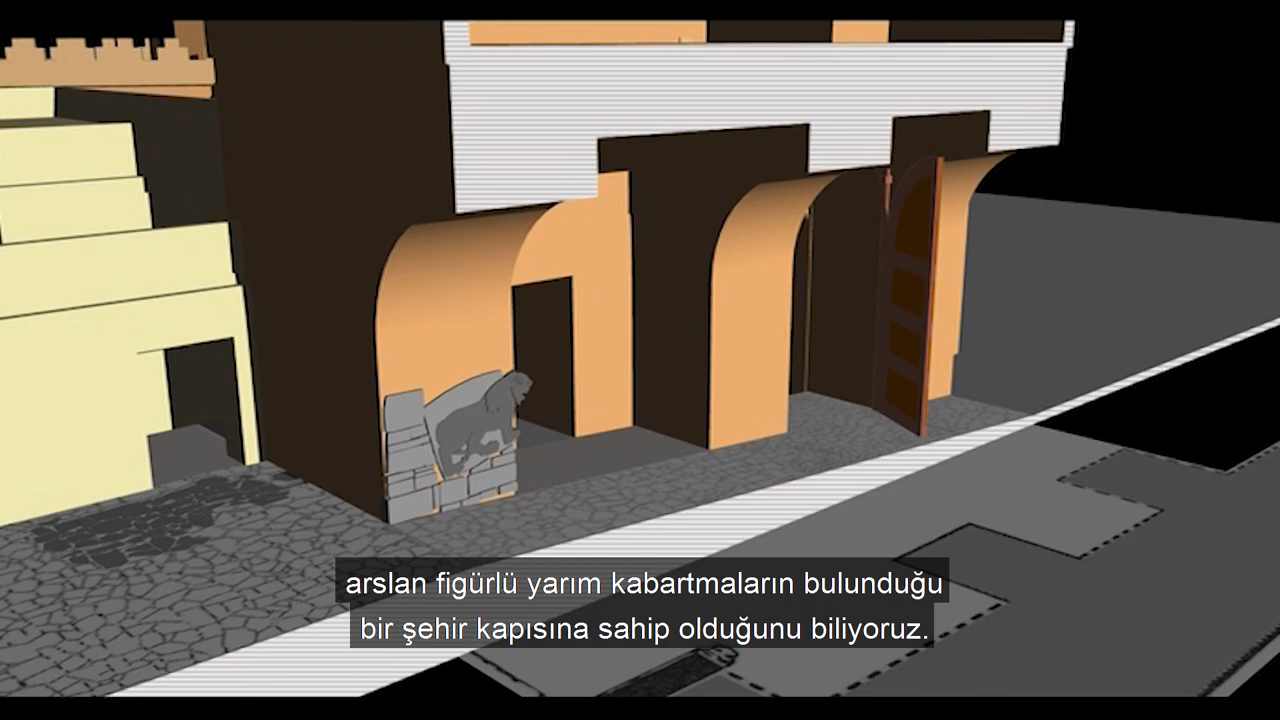 arslan figürlü yarım kabartmaların bulunduğu
bir şehir kapısına sahip olduğunu biliyoruz.